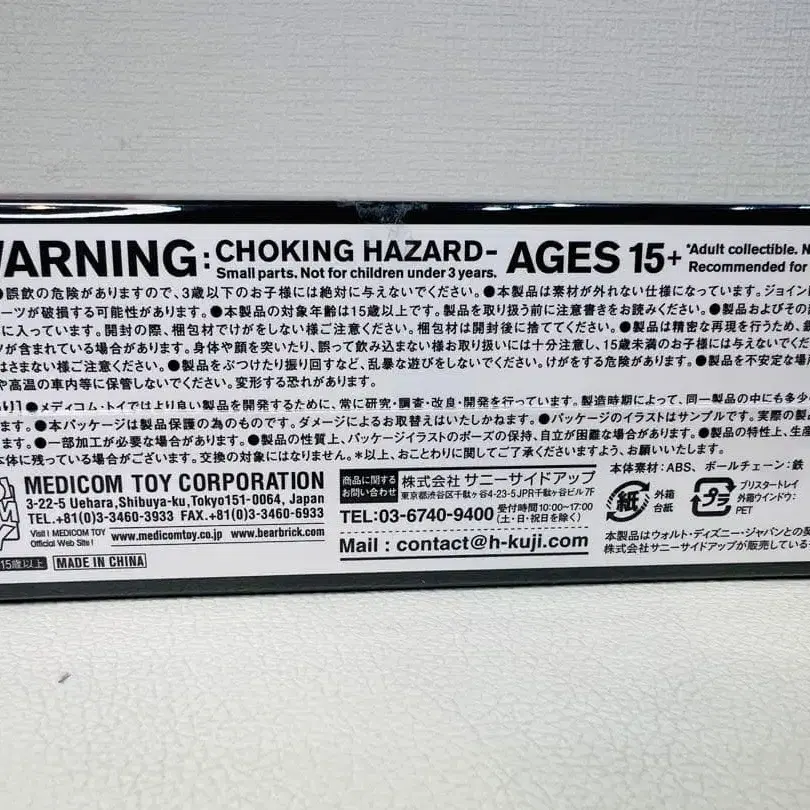 WARNING: CHOKING HAZARD- AGES 15+ *Adult collectible.
Small parts. Not for children under 3 years. Recommended for
●誤飲の危険がありますので、3歳以下のお子様には絶対に与えないでください。●本製品は素材が外れない仕様になっています。ジョイント
ーツが破損する可能性があります。●本製品の対象年齢は15歳以上です。製品を取り扱う前に注意書きをお読みください。●製品およびその
に入っています。開封の際、梱包材でけがをしない様ご注意ください。梱包材は開封後に捨ててください。●製品は精密な再現を行うため、
ツが含まれている場合があります。身体や顔を突いたり、誤って飲み込まない様お取り扱いには十分注意し、15歳未満のお子様には与えないでくだ
はさまない様ご注意ください。●製品をぶつけたり振り回すなど、乱暴な遊びをしないでください。けがをする危険があります。●製品を不安定な場所
や高温の車内等に保管しないでください。変形する恐れがあります。
り]●メディコム・トイではより良い製品を開発するために、常に研究・調査・改良・開発を行っています。製造時期によって、同一製品の中にも多少
ます。●本パッケージは製品保護の為のものです。ダメージによるお取替えはいたしかねます。●パッケージのイラストはサンプルです。実際の製品
ます。●一部加工が必要な場合があります。●製品の性質上、パッケージイラストのポーズの保持、自立が困難な場合があります。●製品の特性上、生産
本体に残っている場合がございます。交換の対象にはなりません。*以上、おことわりに関してご了承くださいますよう、お願いいたします。
MEDICOM TOY CORPORATION
3-22-5 Uehara,Shibuya-ku,Tokyo151-0064, Japan
TEL.+81(0)3-3460-3933 FAX.+81(0)3-3460-6933
Visit ! MEDICOM TOY
Official Web Site !
www.medicomtoy.co.jp www.bearbrick.com
15歳以上 MADE IN CHINA
商品に関する
お問い合わせ
株式会社 サニーサイドアップ
東京都渋谷区千駄ヶ谷4-23-5JPR千駄ヶ谷ビル7F
TEL:03-6740-9400 受付時間10:00~17:00
(土・日・祝日を除く)
Mail : contact@h-kuji.com
本体素材:ABS、ボールチェーン:鉄
紙 外箱
台紙
プラ ブリスタートレイ
外箱ウインドウ:
PET
本製品はウォルト・ディズニー・ジャパンとの契
株式会社サニーサイドアップが販売している